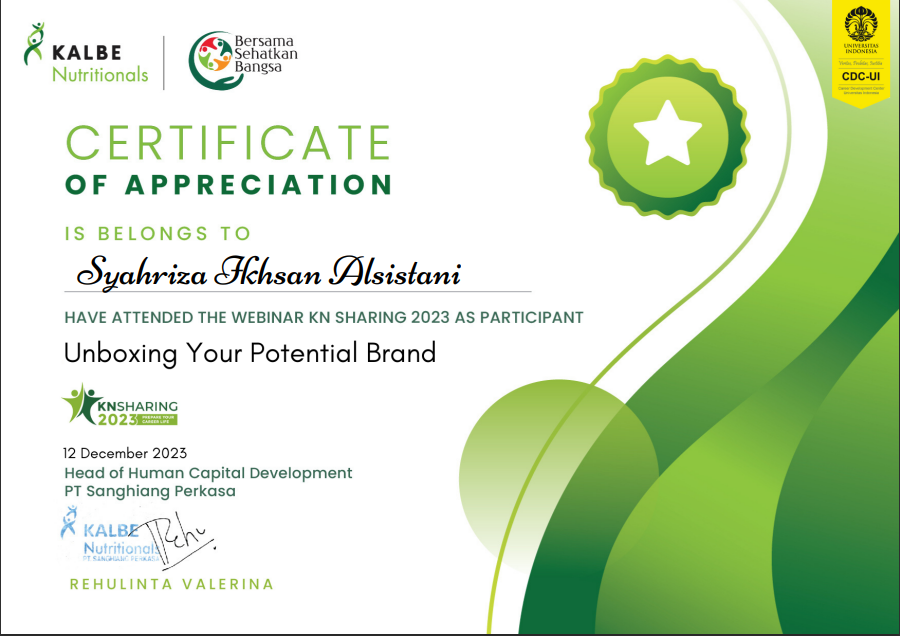 KALBE
Nutritionals
Bersama
Sehatkan
Bangsa
UNIVERSITAS
INDONESIA
Veritas, Probitas, Iustitia
CDC-UI
Career Development Center
Universitas Indonesia
CERTIFICATE
OF APPRECIATION
IS BELONGS TO
Syahriza Ikhsan Alsistani
HAVE ATTENDED THE WEBINAR KN SHARING 2023 AS PARTICIPANT
Unboxing Your Potential Brand
KNSHARING
2023 PREPARE YOUR
CAREER LIFE
12 December 2023
Head of Human Capital Development
PT Sanghiang Perkasa
KALBE
Nutritionals
PT SANGHIANG PERKASA
REHULINTA VALERINA